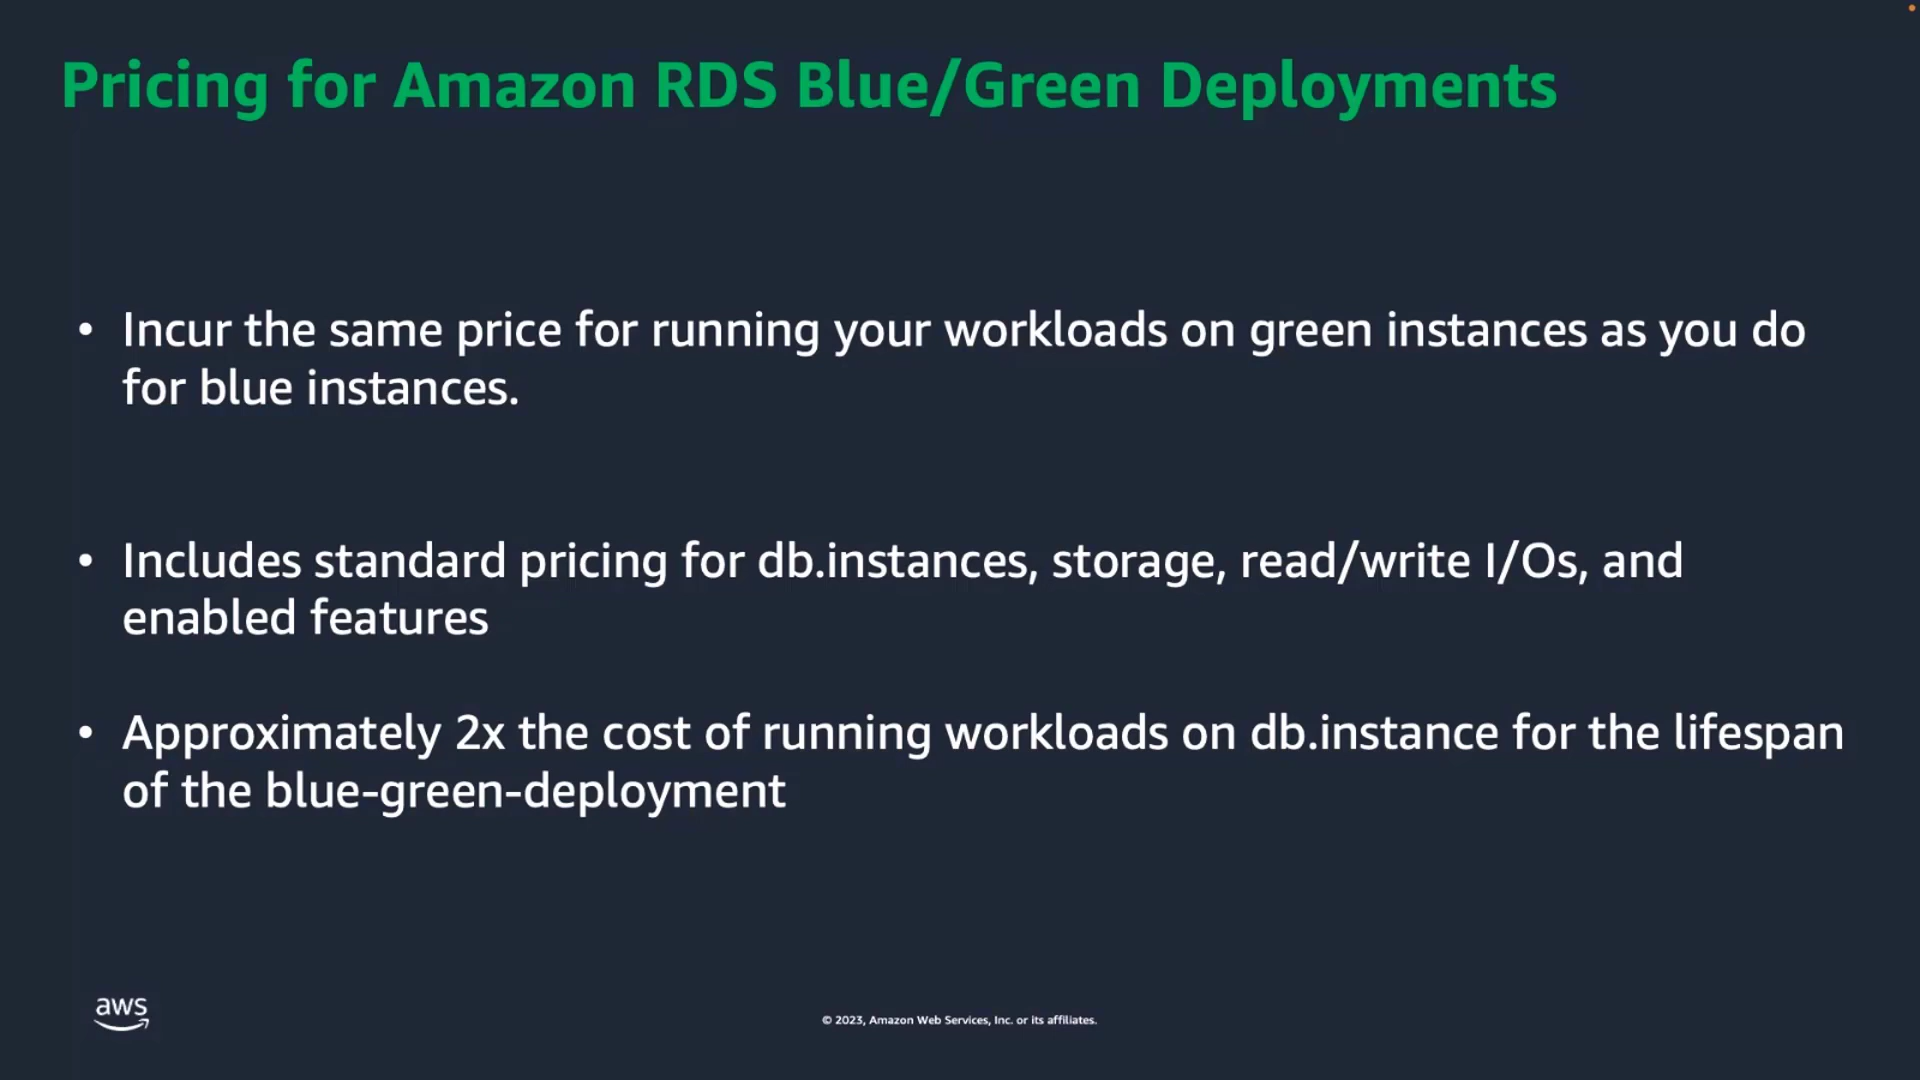 Pricing for Amazon RDS Blue/Green Deployments
• Incur the same price for running your workloads on green instances as you do
for blue instances.
• Includes standard pricing for db.instances, storage, read/write I/Os, and
enabled features
• Approximately 2x the cost of running workloads on db.instance for the lifespan
of the blue-green-deployment
aws
© 2023, Amazon Web Services, Inc. or its affiliates.